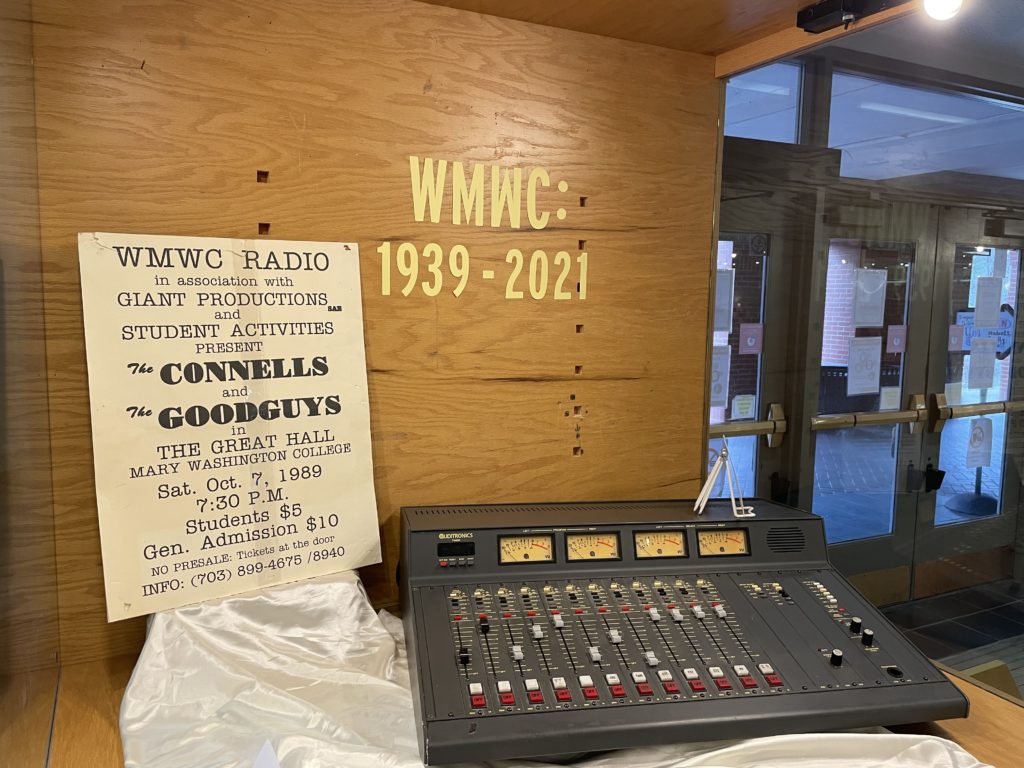 WMWC:
1939-2021
WMWC RADIO
in association with
GIANT PRODUCTIONS SAB
and
STUDENT ACTIVITIES
PRESENT
The CONNELLS
and
The GOODGUYS
in
THE GREAT HALL
MARY WASHINGTON COLLEGE
Sat. Oct. 7, 1989
7:30 P.M.
Students $5
Gen. Admission $10
NO PRESALE: Tickets at the door
INFO: (703) 899-4675 /8940
AUDITRONICS